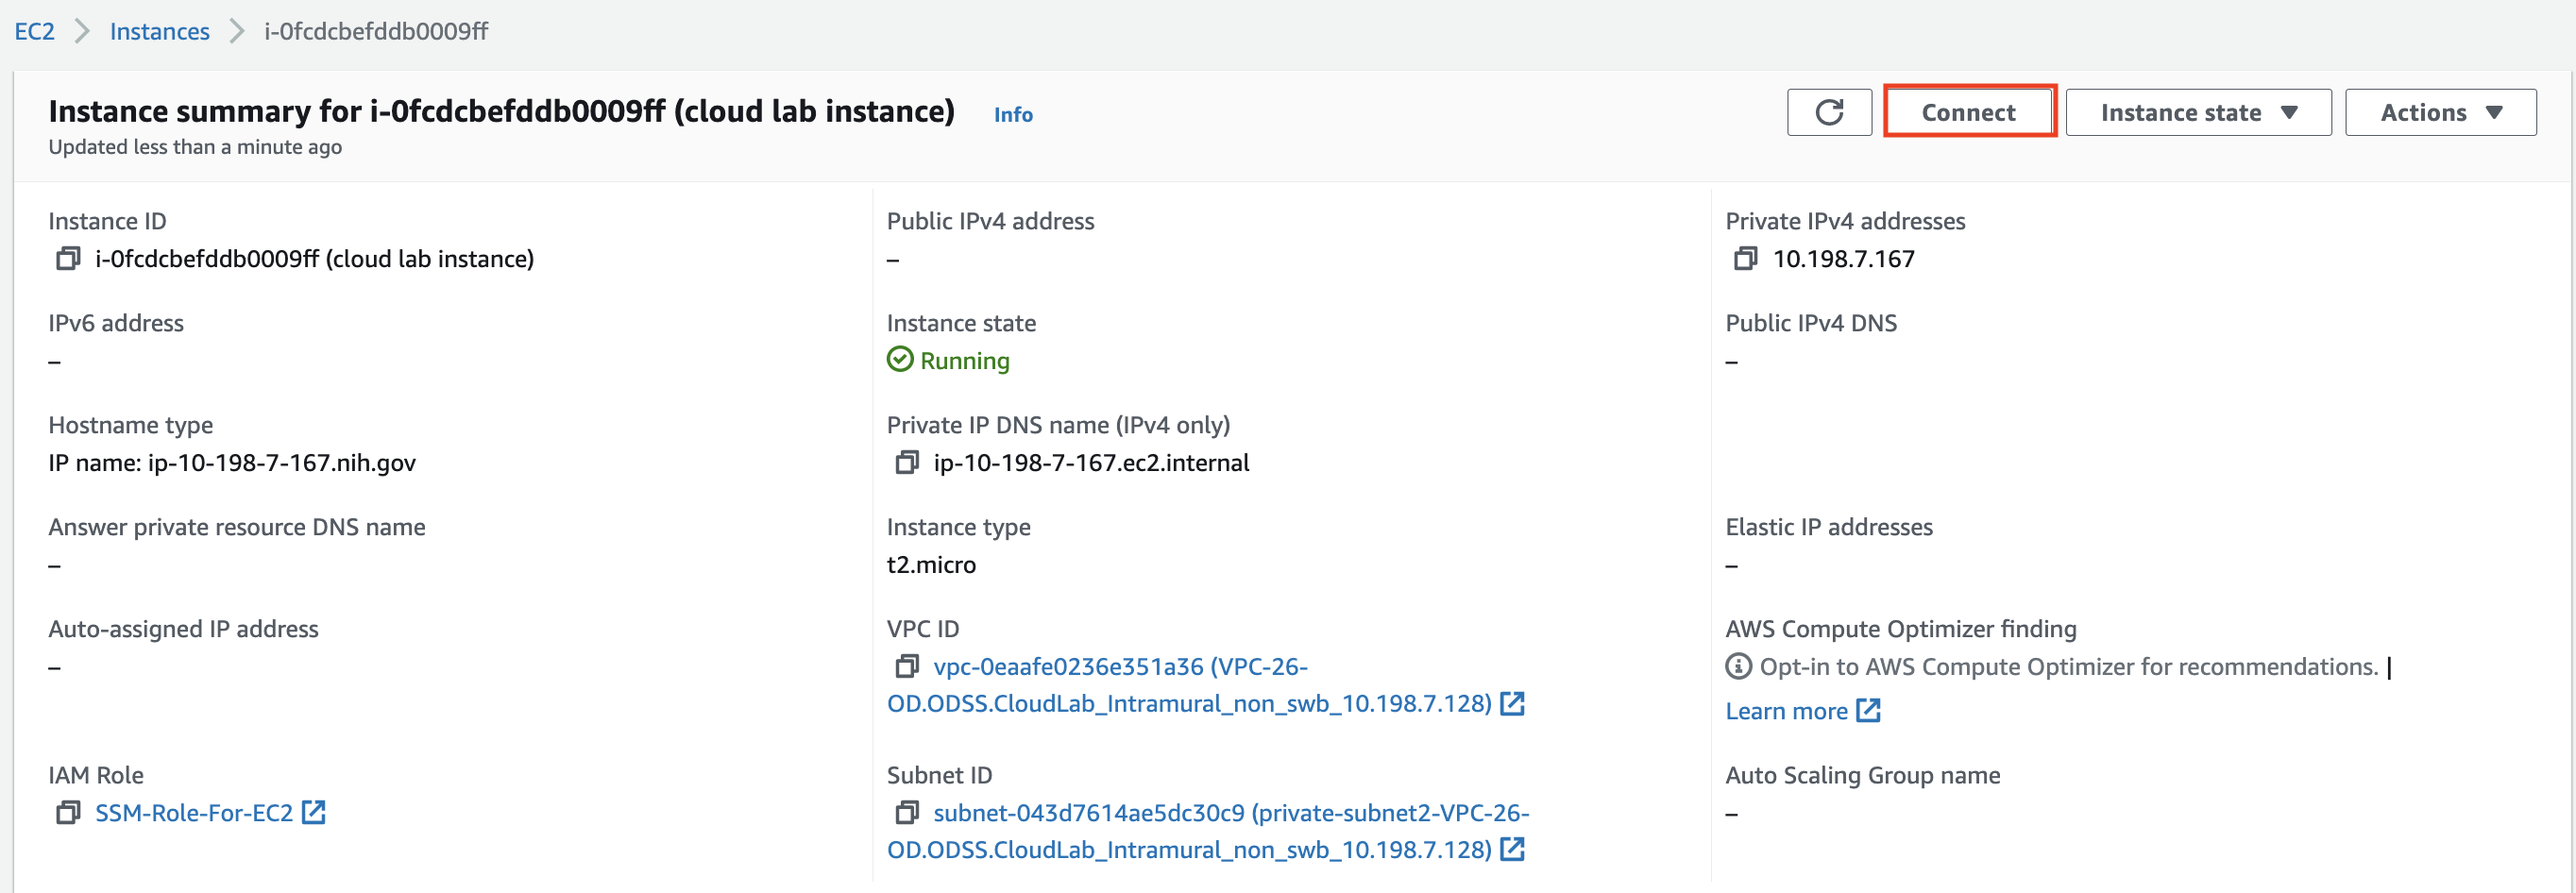 EC2 Instances i-0fcdcbefddb0009ff
Instance summary for i-0fcdcbefddb0009ff (cloud lab instance) Info
Updated less than a minute ago
Connect Instance state Actions
Instance ID
i-0fcdcbefddb0009ff (cloud lab instance)
Public IPv4 address
–
Private IPv4 addresses
10.198.7.167
IPv6 address
–
Instance state
Running
Public IPv4 DNS
–
Hostname type
IP name: ip-10-198-7-167.nih.gov
Private IP DNS name (IPv4 only)
ip-10-198-7-167.ec2.internal
Answer private resource DNS name
–
Instance type
t2.micro
Elastic IP addresses
–
Auto-assigned IP address
–
VPC ID
vpc-0eaafe0236e351a36 (VPC-26-
OD.ODSS.CloudLab_Intramural_non_swb_10.198.7.128)
AWS Compute Optimizer finding
Opt-in to AWS Compute Optimizer for recommendations. |
Learn more
IAM Role
SSM-Role-For-EC2
Subnet ID
subnet-043d7614ae5dc30c9 (private-subnet2-VPC-26-
OD.ODSS.CloudLab_Intramural_non_swb_10.198.7.128)
Auto Scaling Group name
–